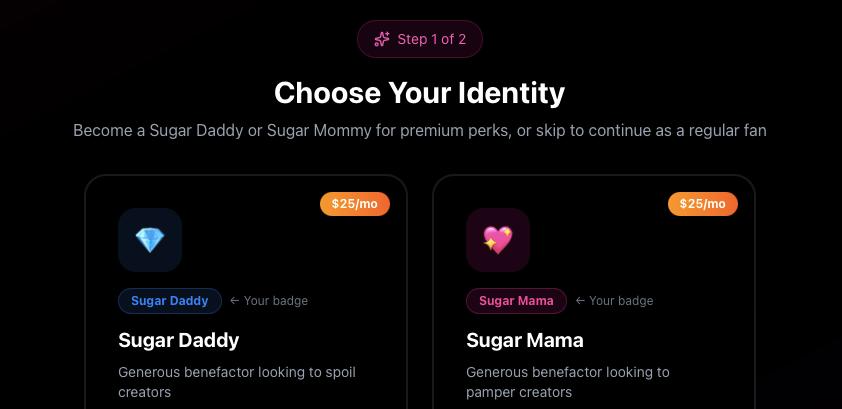 Step 1 of 2
Choose Your Identity
Become a Sugar Daddy or Sugar Mommy for premium perks, or skip to continue as a regular fan
$25/mo
Sugar Daddy ← Your badge
Sugar Daddy
Generous benefactor looking to spoil
creators
$25/mo
Sugar Mama ← Your badge
Sugar Mama
Generous benefactor looking to
pamper creators